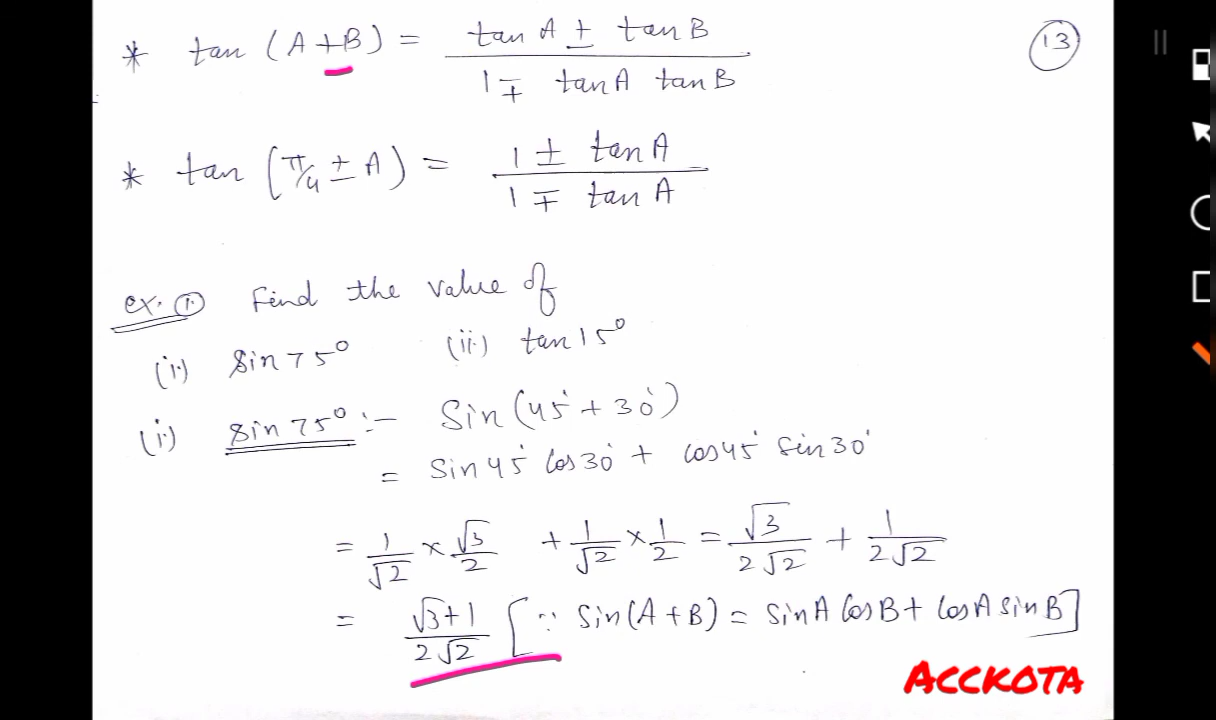 * tan (A ± B) = tan A ± tan B / 1 ∓ tan A tan B
(13)
* tan (π/4 ± A) = 1 ± tan A / 1 ∓ tan A
ex. (1) Find the value of
(i) sin 75° (ii) tan 15°
(i) sin 75° :- Sin (45° + 30°)
= Sin 45° Cos 30° + Cos 45° Sin 30°
= 1/√2 × √3/2 + 1/√2 × 1/2 = √3/2√2 + 1/2√2
= √3+1/2√2 [∵ Sin (A + B) = Sin A Cos B + Cos A Sin B]
ACCKOTA